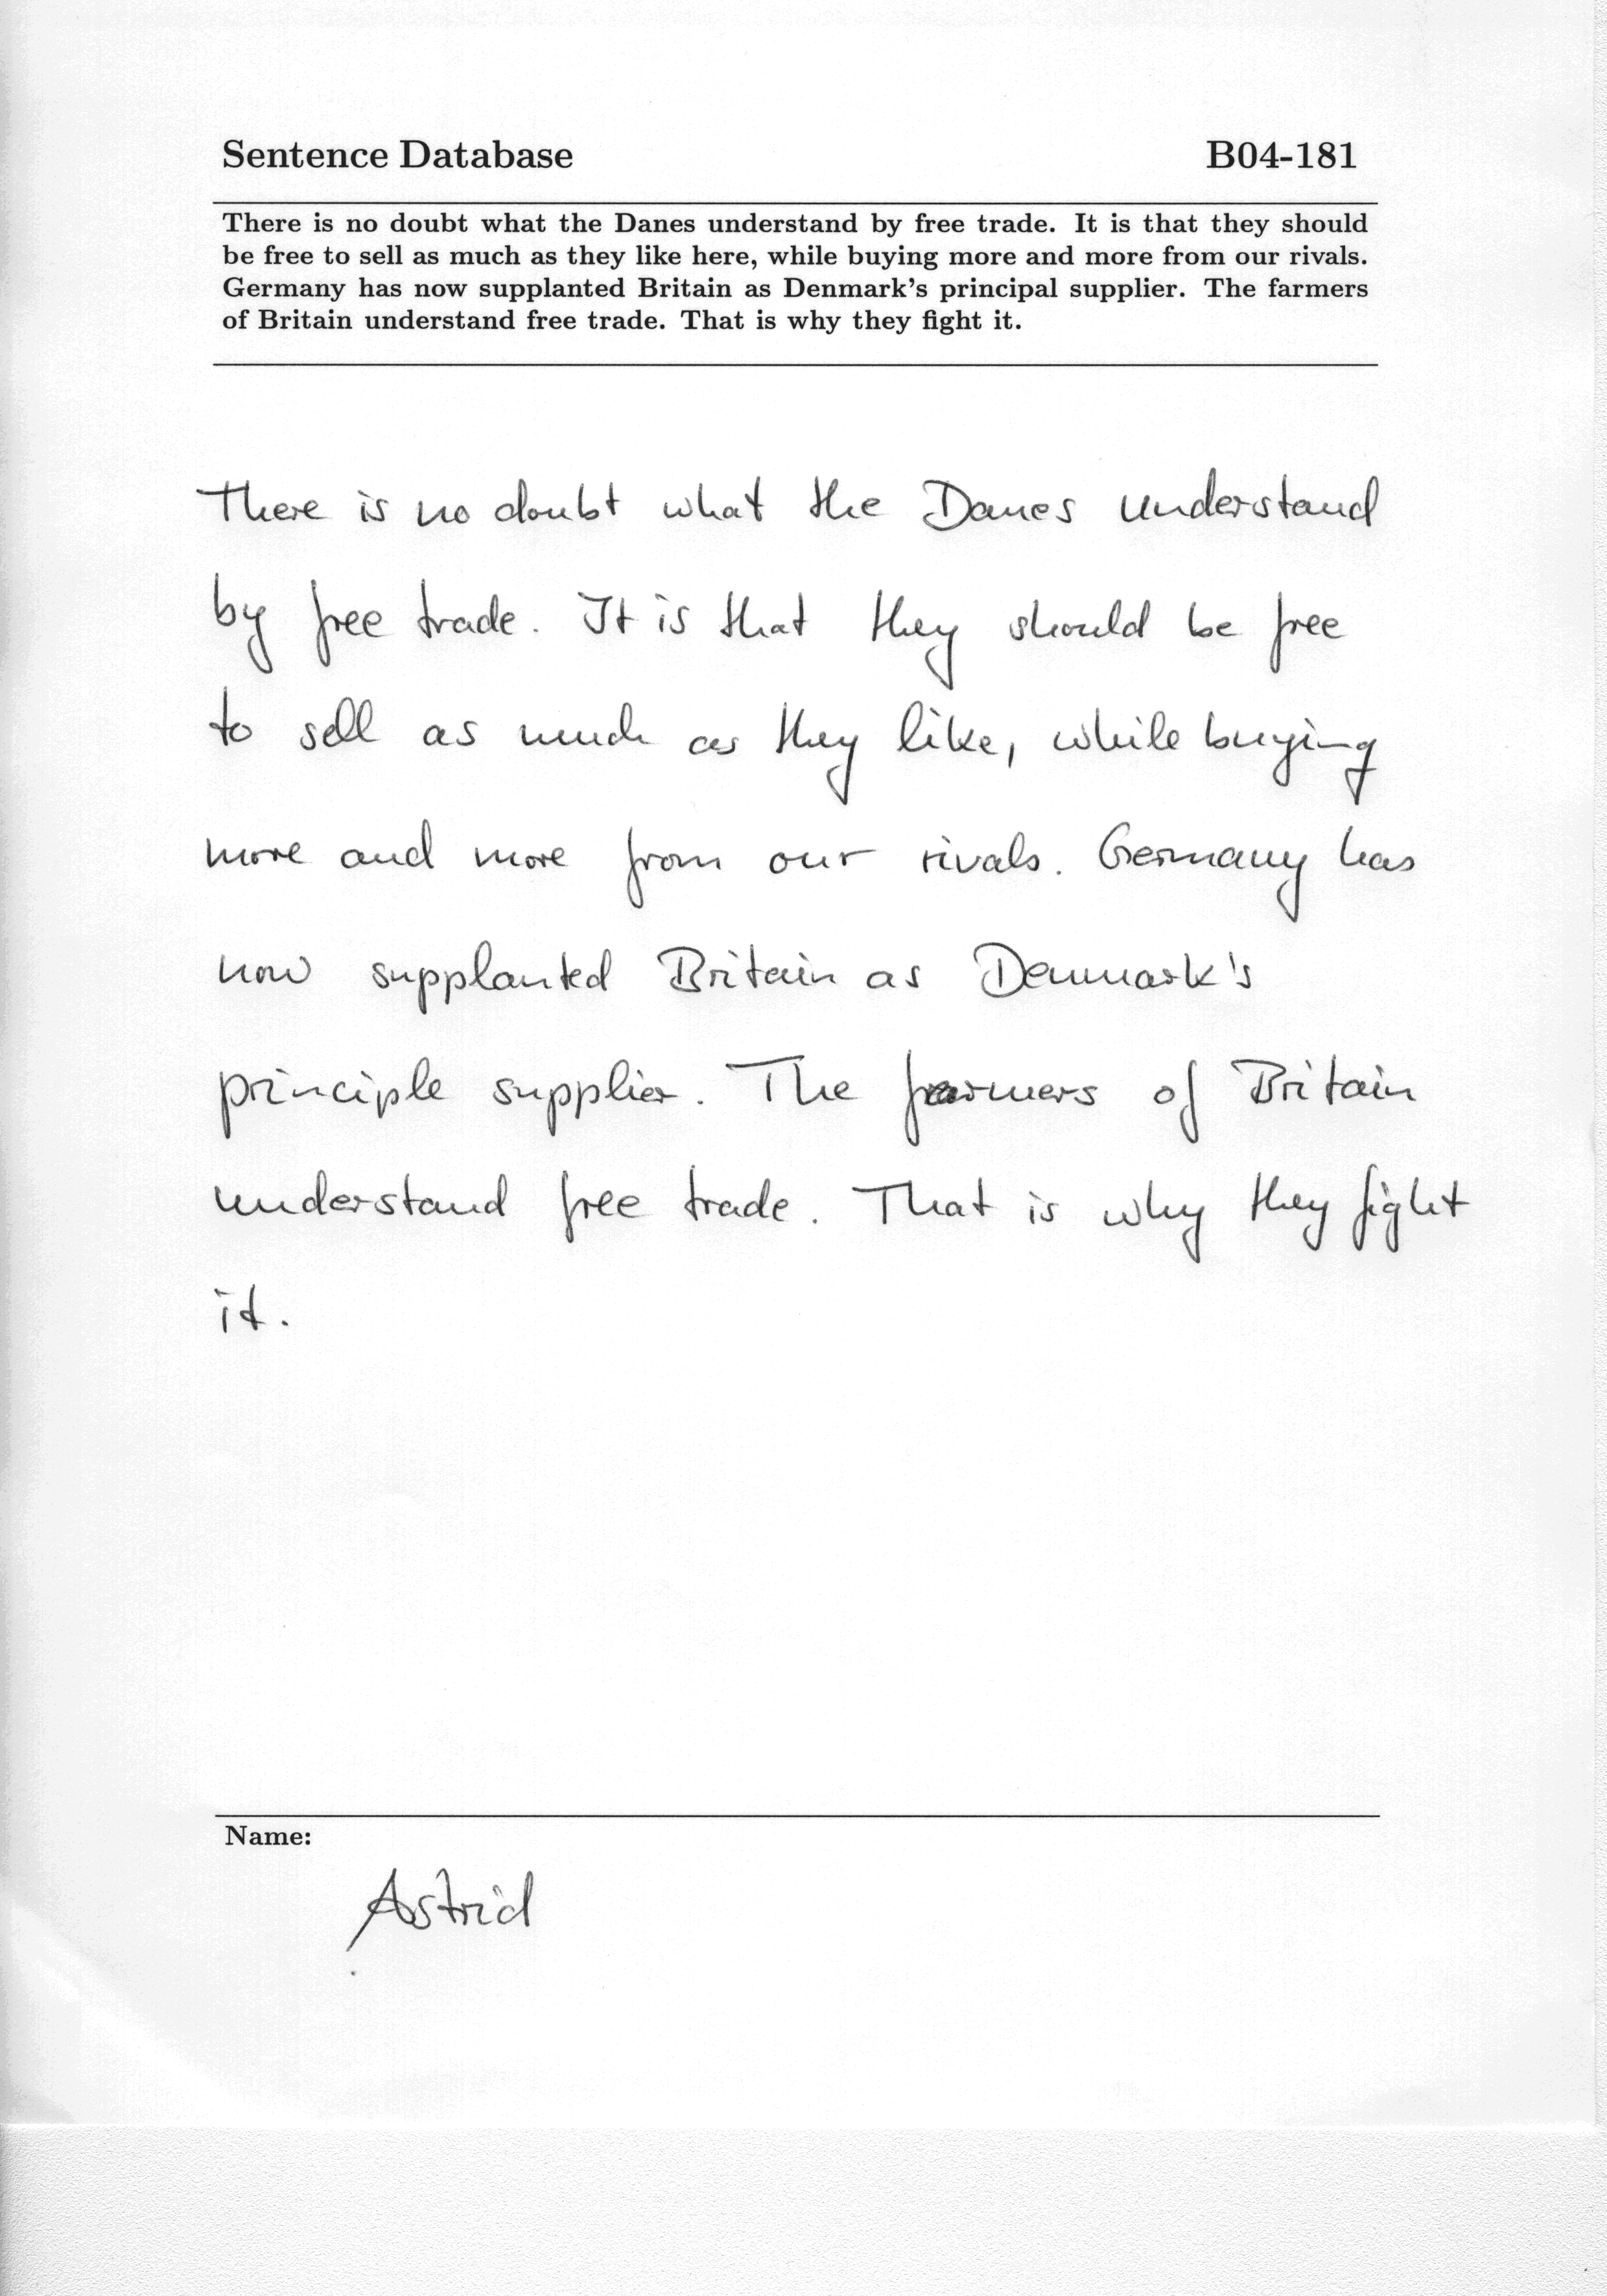 Sentence Database B04-181
There is no doubt what the Danes understand by free trade. It is that they should
be free to sell as much as they like here, while buying more and more from our rivals.
Germany has now supplanted Britain as Denmark's principal supplier. The farmers
of Britain understand free trade. That is why they fight it.
There is no doubt what the Danes understand
by free trade. It is that they should be free
to sell as much as they like, while buying
more and more from our rivals. Germany has
now supplanted Britain as Denmark's
principle supplier. The farmers of Britain
understand free trade. That is why they fight
it.
Name:
Astrid